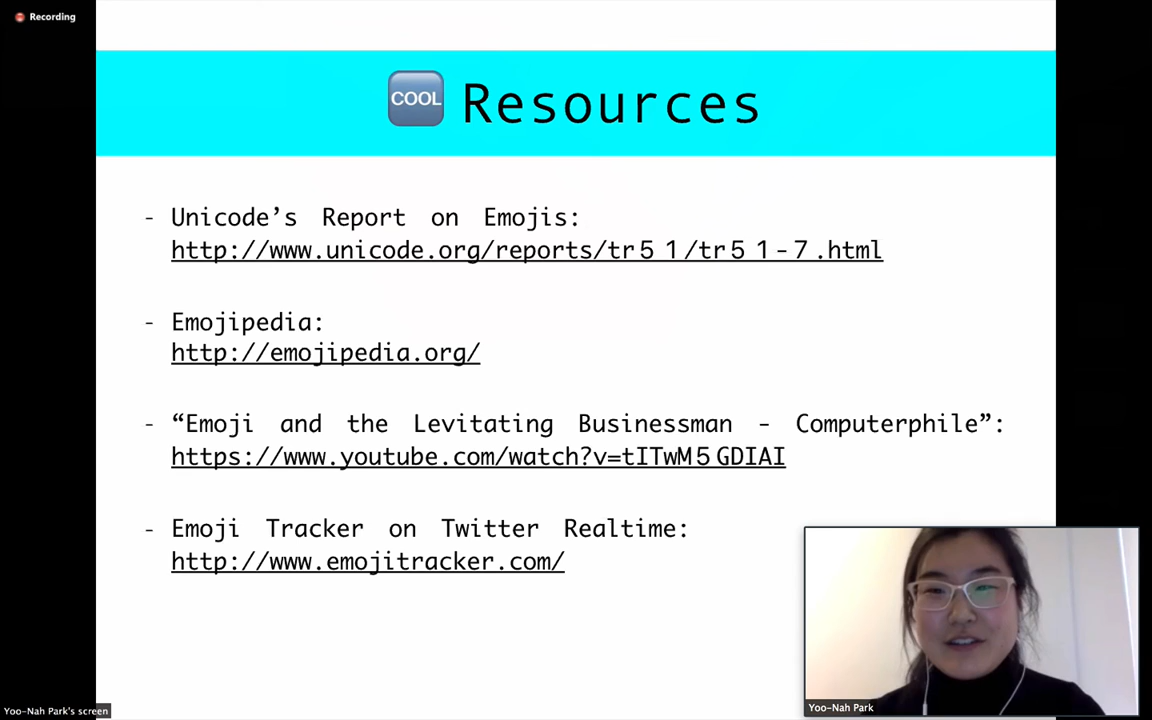 Recording
COOL Resources
- Unicode’s Report on Emojis:
http://www.unicode.org/reports/tr51/tr51-7.html
- Emojipedia:
http://emojipedia.org/
- “Emoji and the Levitating Businessman - Computerphile”:
https://www.youtube.com/watch?v=tITwM5GDIAI
- Emoji Tracker on Twitter Realtime:
http://www.emojitracker.com/
Yoo-Nah Park
Yoo-Nah Park's screen